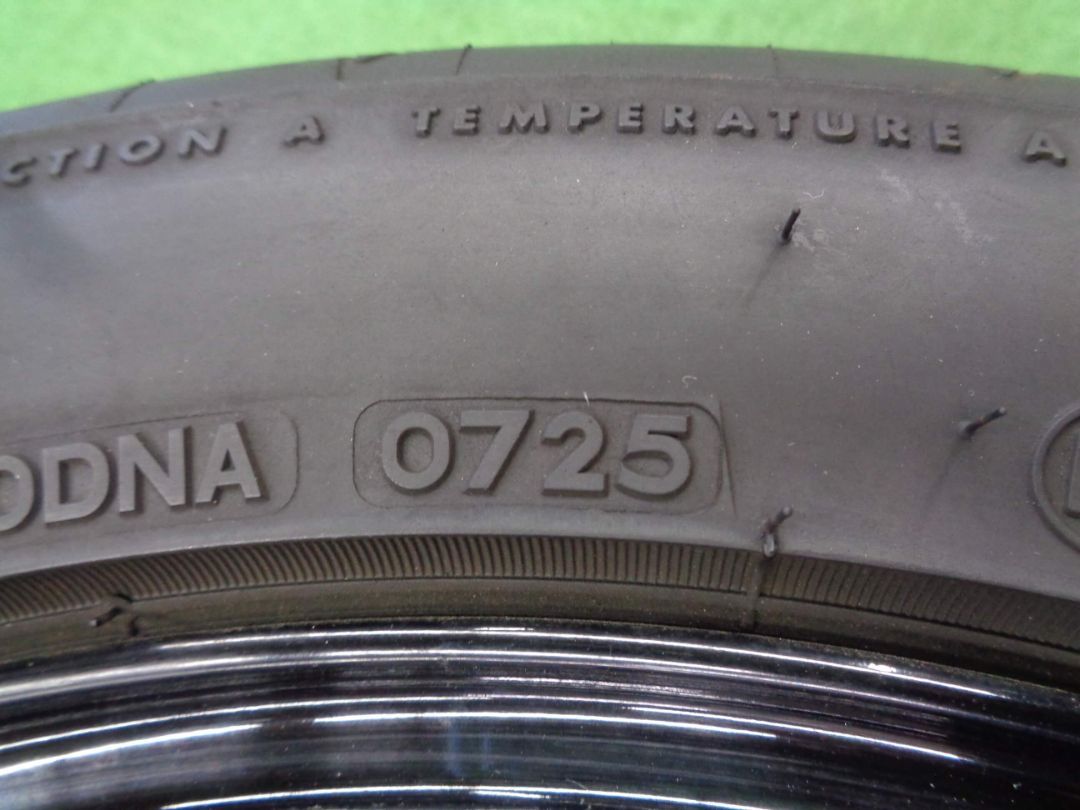 CTION A TEMPERATURE A
ODNA 0725